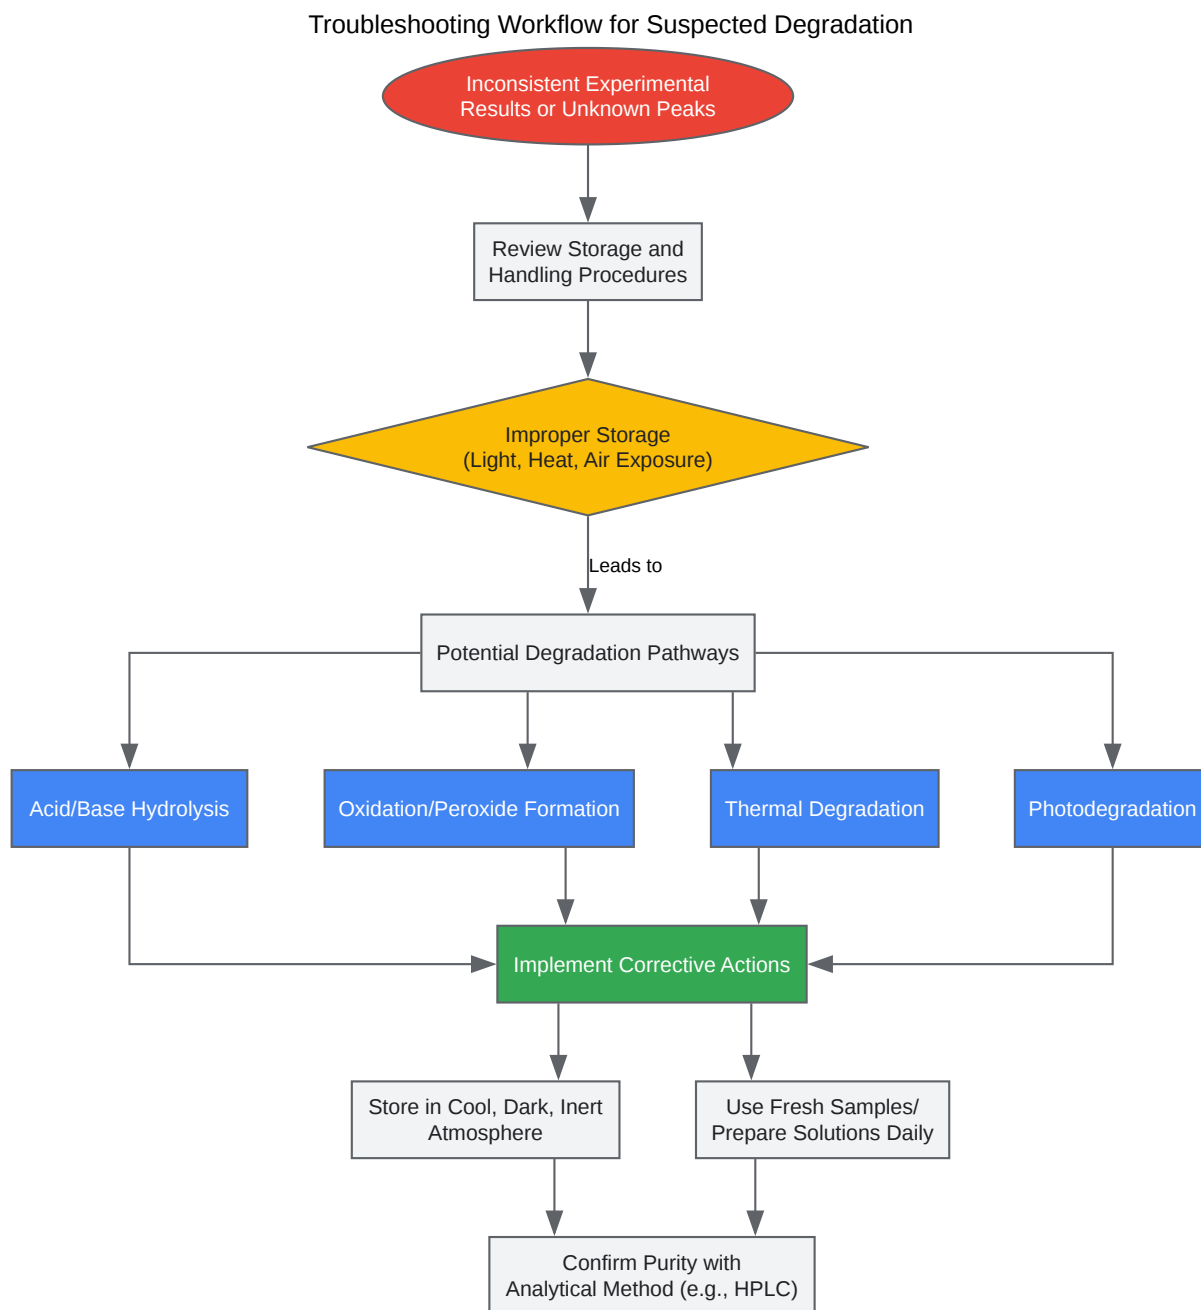 Troubleshooting Workflow for Suspected Degradation
Inconsistent Experimental
Results or Unknown Peaks
Review Storage and
Handling Procedures
Improper Storage
(Light, Heat, Air Exposure)
Leads to
Potential Degradation Pathways
Acid/Base Hydrolysis
Oxidation/Peroxide Formation
Thermal Degradation
Photodegradation
Implement Corrective Actions
Store in Cool, Dark, Inert
Atmosphere
Use Fresh Samples/
Prepare Solutions Daily
Confirm Purity with
Analytical Method (e.g., HPLC)